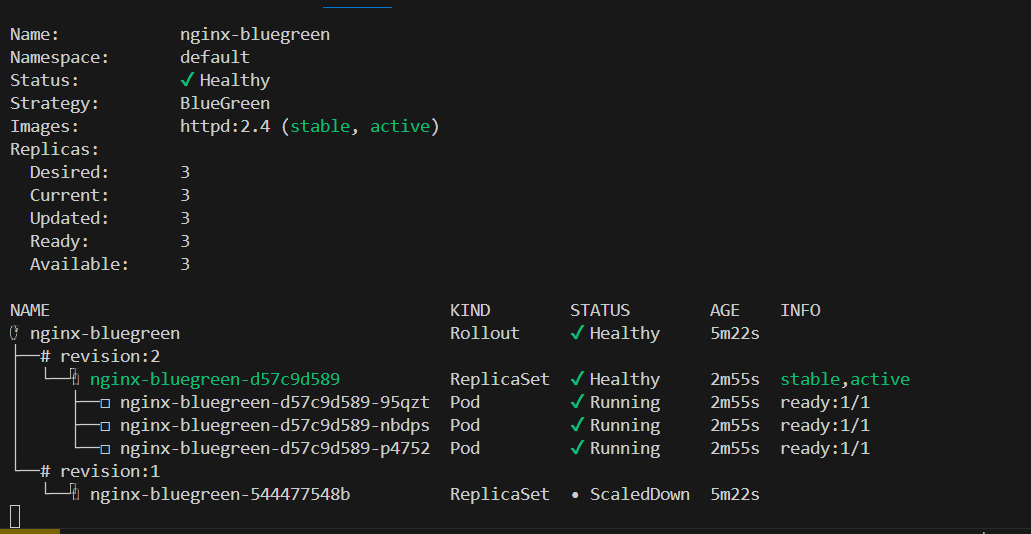 Name: nginx-bluegreen
Namespace: default
Status: ✔ Healthy
Strategy: BlueGreen
Images: httpd:2.4 (stable, active)
Replicas:
Desired: 3
Current: 3
Updated: 3
Ready: 3
Available: 3
NAME KIND STATUS AGE INFO
nginx-bluegreen Rollout ✔ Healthy 5m22s
├──# revision:2
│  └── nginx-bluegreen-d57c9d589 ReplicaSet ✔ Healthy 2m55s stable,active
│     ├──□ nginx-bluegreen-d57c9d589-95qzt Pod ✔ Running 2m55s ready:1/1
│     ├──□ nginx-bluegreen-d57c9d589-nbdps Pod ✔ Running 2m55s ready:1/1
│     └──□ nginx-bluegreen-d57c9d589-p4752 Pod ✔ Running 2m55s ready:1/1
└──# revision:1
   └── nginx-bluegreen-544477548b ReplicaSet • ScaledDown 5m22s